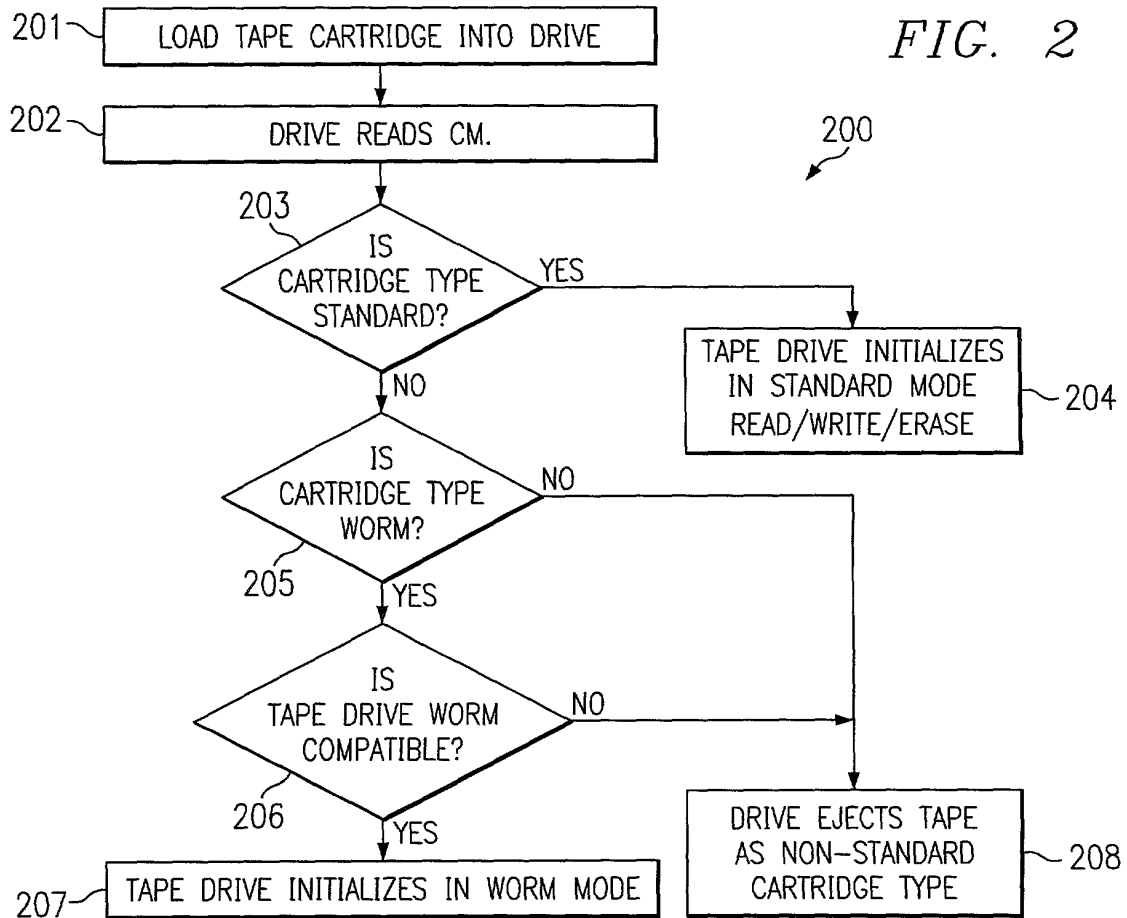 FIG. 2
201
LOAD TAPE CARTRIDGE INTO DRIVE
202
DRIVE READS CM.
200
203
IS
CARTRIDGE TYPE
STANDARD?
YES
NO
TAPE DRIVE INITIALIZES
IN STANDARD MODE
READ/WRITE/ERASE
204
IS
CARTRIDGE TYPE
WORM?
NO
205
YES
IS
TAPE DRIVE WORM
COMPATIBLE?
NO
206
YES
DRIVE EJECTS TAPE
AS NON-STANDARD
CARTRIDGE TYPE
208
207
TAPE DRIVE INITIALIZES IN WORM MODE